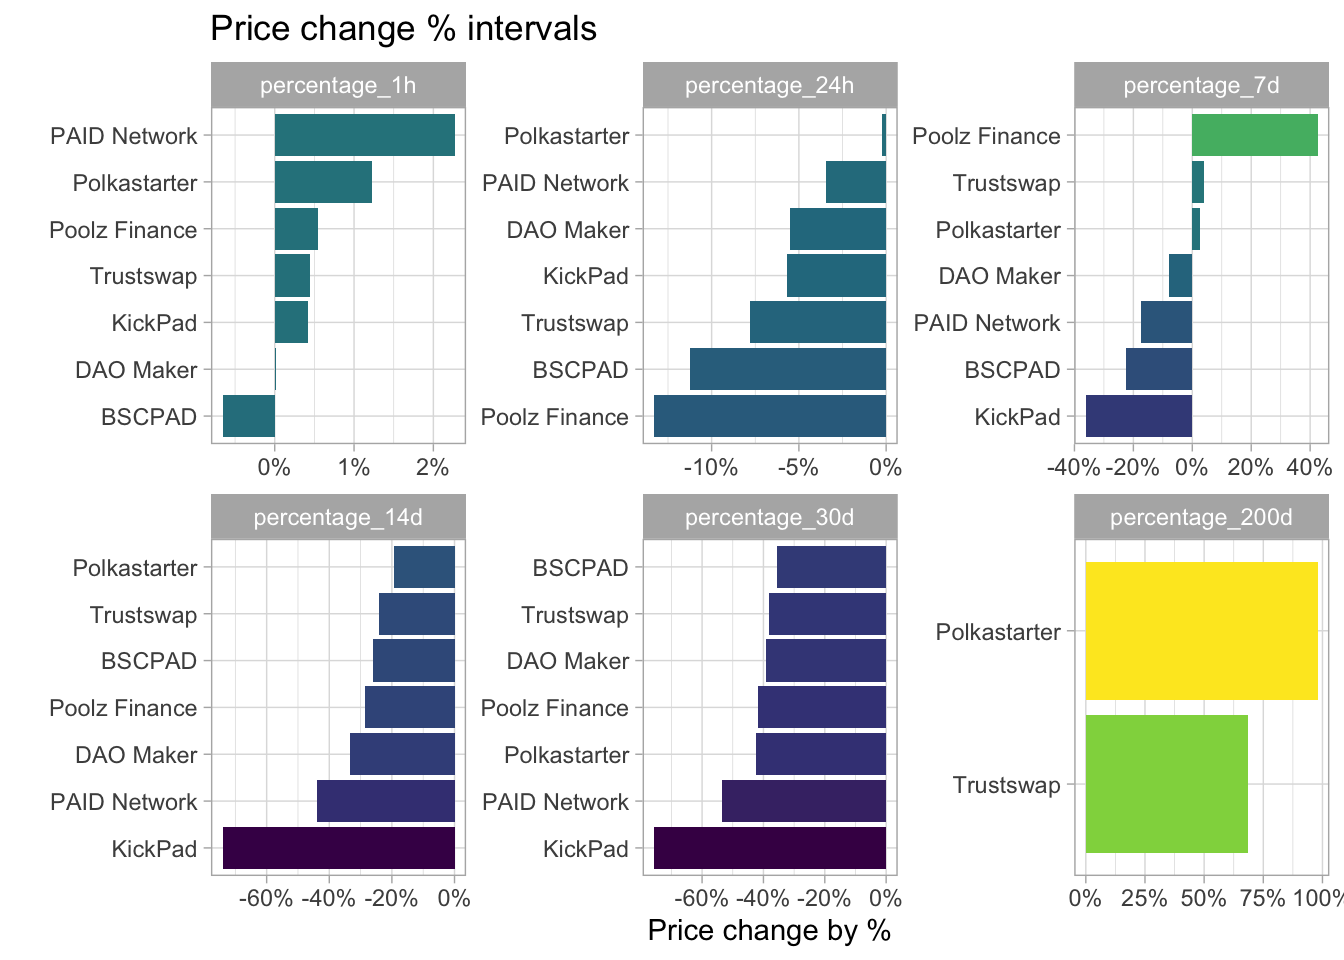 Price change % intervals
percentage_1h
PAID Network
Polkastarter
Poolz Finance
Trustswap
KickPad
DAO Maker
BSCPAD
0% 1% 2%
percentage_24h
Polkastarter
PAID Network
DAO Maker
KickPad
Trustswap
BSCPAD
Poolz Finance
-10% -5% 0%
percentage_7d
Poolz Finance
Trustswap
Polkastarter
DAO Maker
PAID Network
BSCPAD
KickPad
-40% -20% 0% 20% 40%
percentage_14d
Polkastarter
Trustswap
BSCPAD
Poolz Finance
DAO Maker
PAID Network
KickPad
-60% -40% -20% 0%
percentage_30d
BSCPAD
Trustswap
DAO Maker
Poolz Finance
Polkastarter
PAID Network
KickPad
-60% -40% -20% 0%
percentage_200d
Polkastarter
Trustswap
0% 25% 50% 75% 100%
Price change by %